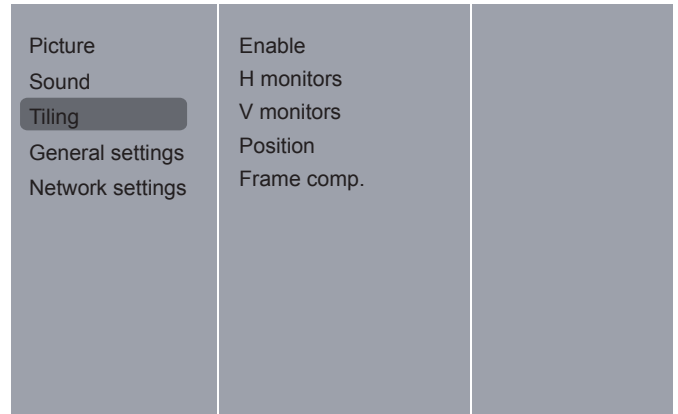 Picture
Sound
Tiling
General settings
Network settings
Enable
H monitors
V monitors
Position
Frame comp.